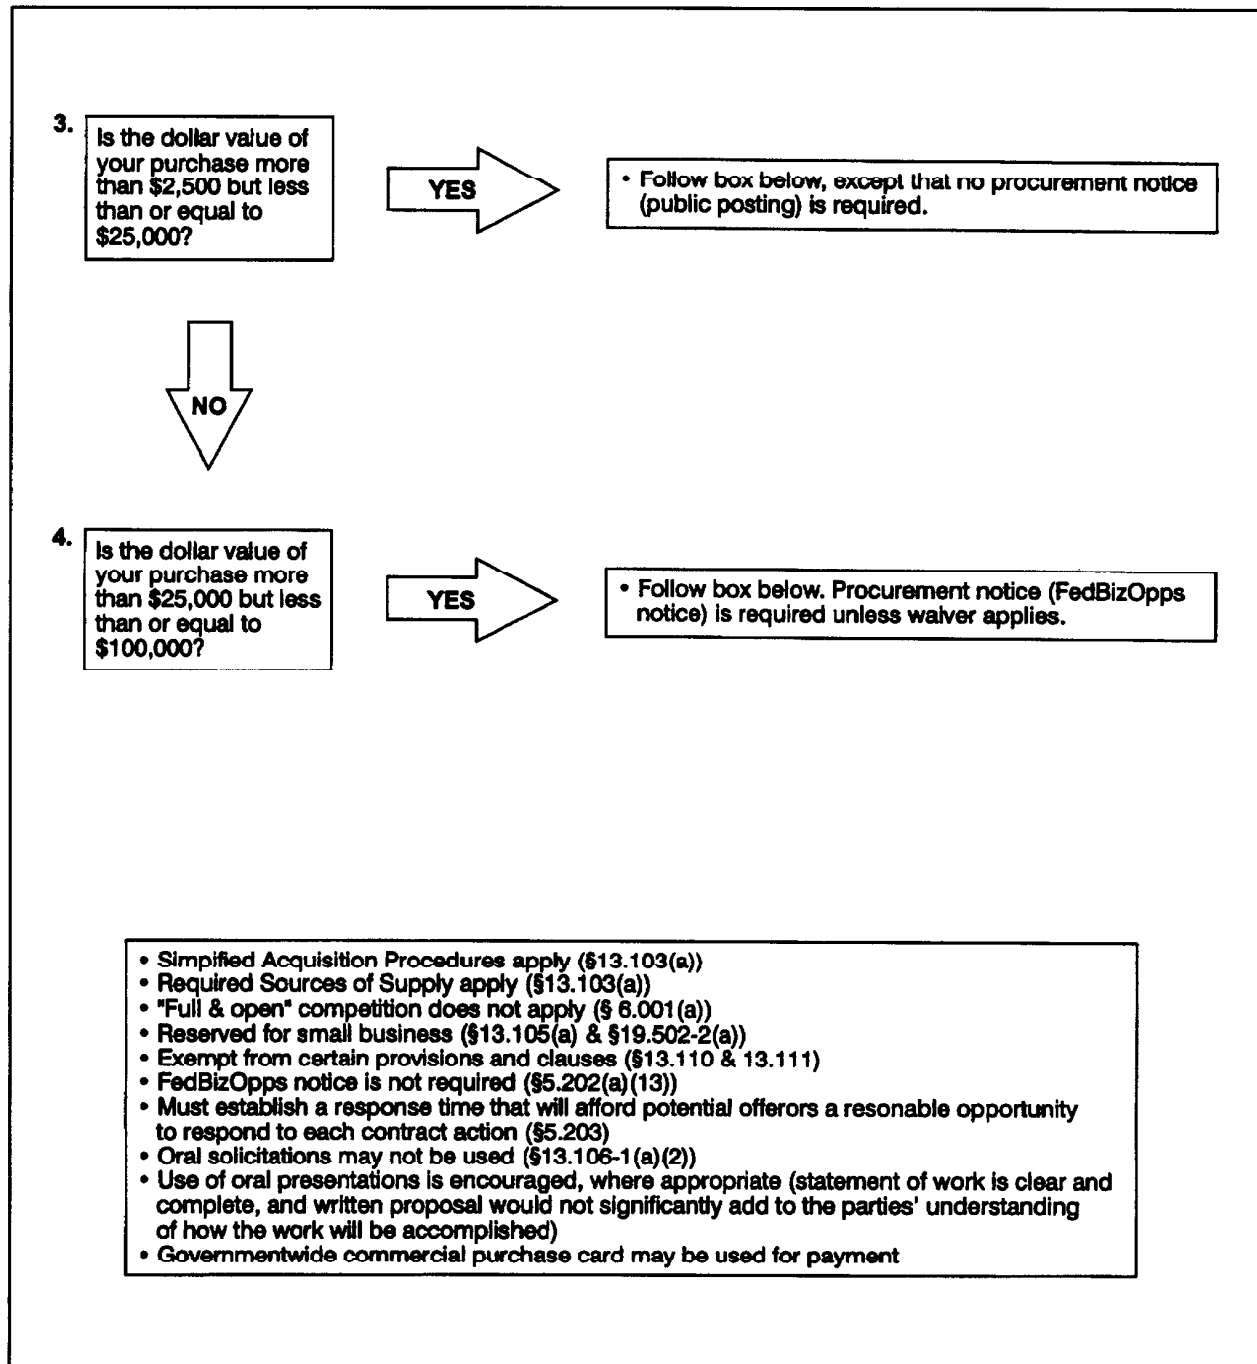 3.
Is the dollar value of
your purchase more
than $2,500 but less
than or equal to
$25,000?
YES
• Follow box below, except that no procurement notice
(public posting) is required.
NO
4.
Is the dollar value of
your purchase more
than $25,000 but less
than or equal to
$100,000?
YES
• Follow box below. Procurement notice (FedBizOpps
notice) is required unless waiver applies.
• Simpified Acquisition Procedures apply (§13.103(a))
• Required Sources of Supply apply (§13.103(a))
• "Full & open" competition does not apply (§ 6.001(a))
• Reserved for small business (§13.105(a) & §19.502-2(a))
• Exempt from certain provisions and clauses (§13.110 & 13.111)
• FedBizOpps notice is not required (§5.202(a)(13))
• Must establish a response time that will afford potential offerors a resonable opportunity
to respond to each contract action (§5.203)
• Oral solicitations may not be used (§13.106-1(a)(2))
• Use of oral presentations is encouraged, where appropriate (statement of work is clear and
complete, and written proposal would not significantly add to the parties' understanding
of how the work will be accomplished)
• Governmentwide commercial purchase card may be used for payment